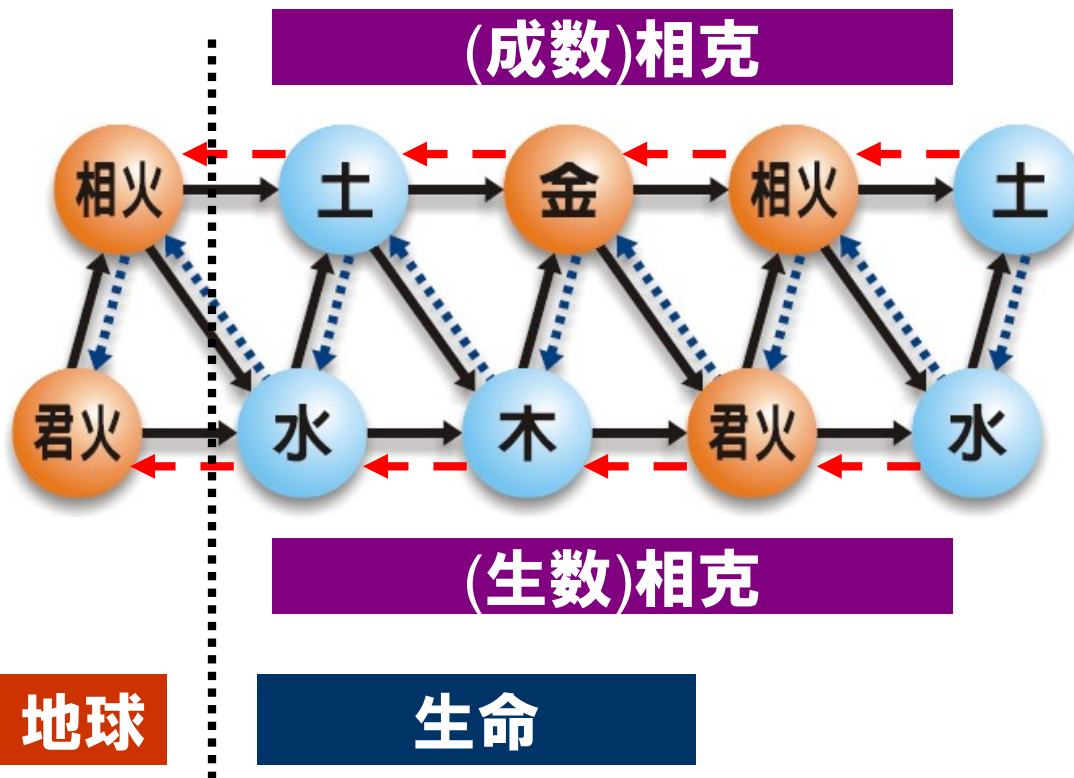 (成数)相克
相火 土 金 相火 土
君火 水 木 君火 水
(生数)相克
地球 生命